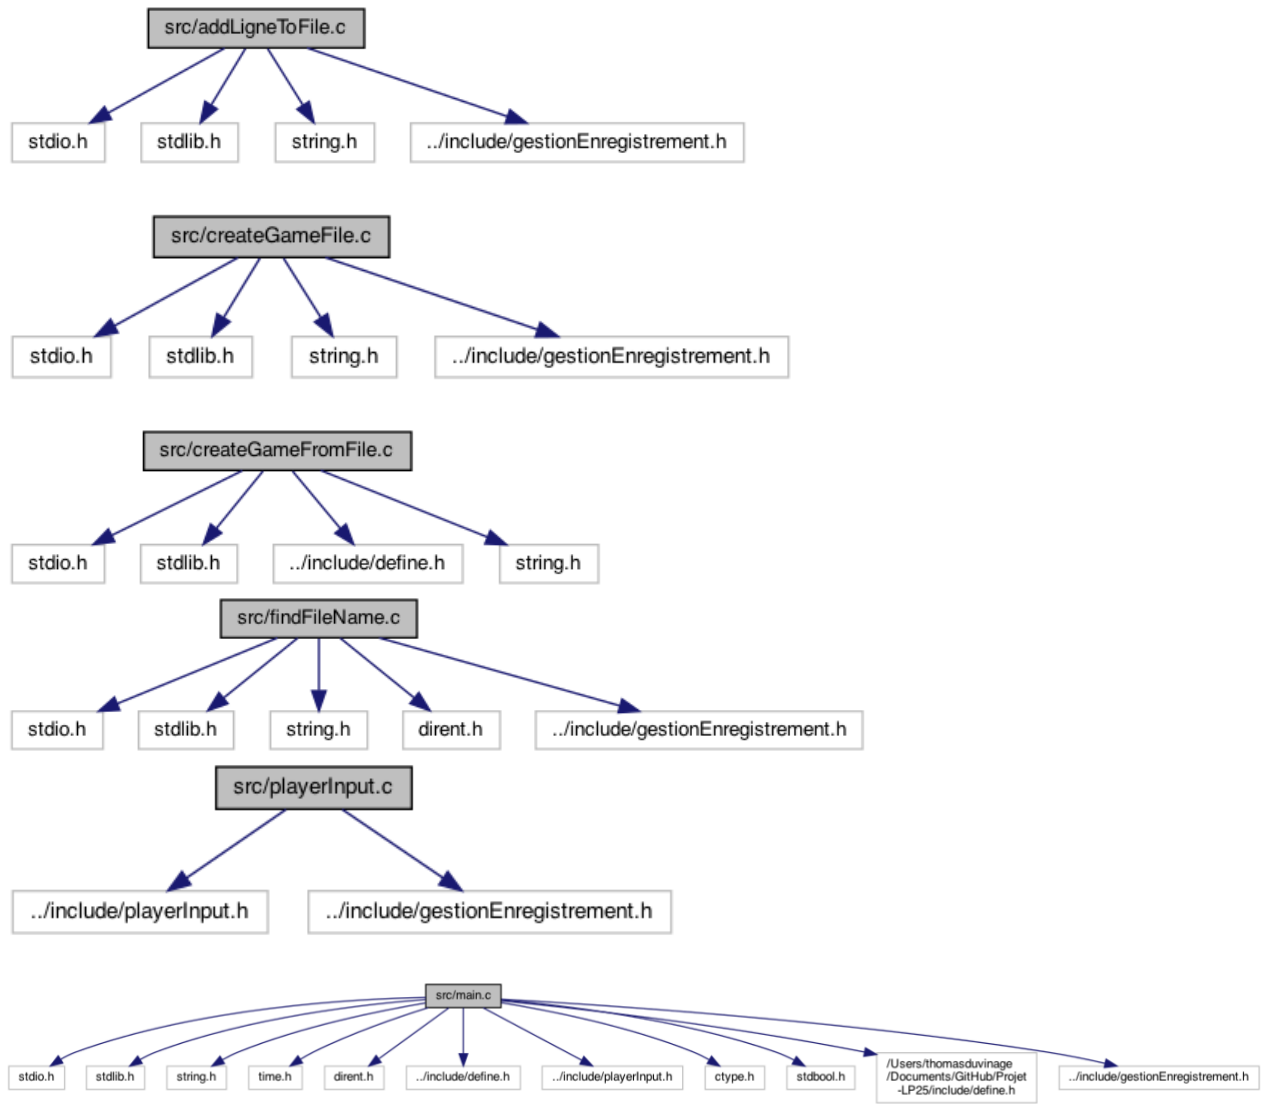 src/addLigneToFile.c
stdio.h
stdlib.h
string.h
../include/gestionEnregistrement.h
src/createGameFile.c
stdio.h
stdlib.h
string.h
../include/gestionEnregistrement.h
src/createGameFromFile.c
stdio.h
stdlib.h
../include/define.h
string.h
src/findFileName.c
stdio.h
stdlib.h
string.h
dirent.h
../include/gestionEnregistrement.h
src/playerInput.c
../include/playerInput.h
../include/gestionEnregistrement.h
src/main.c
stdio.h
stdlib.h
string.h
time.h
dirent.h
../include/define.h
../include/playerInput.h
ctype.h
stdbool.h
/Users/thomasduvinage
/Documents/GitHub/Projet
-LP25/include/define.h
../include/gestionEnregistrement.h